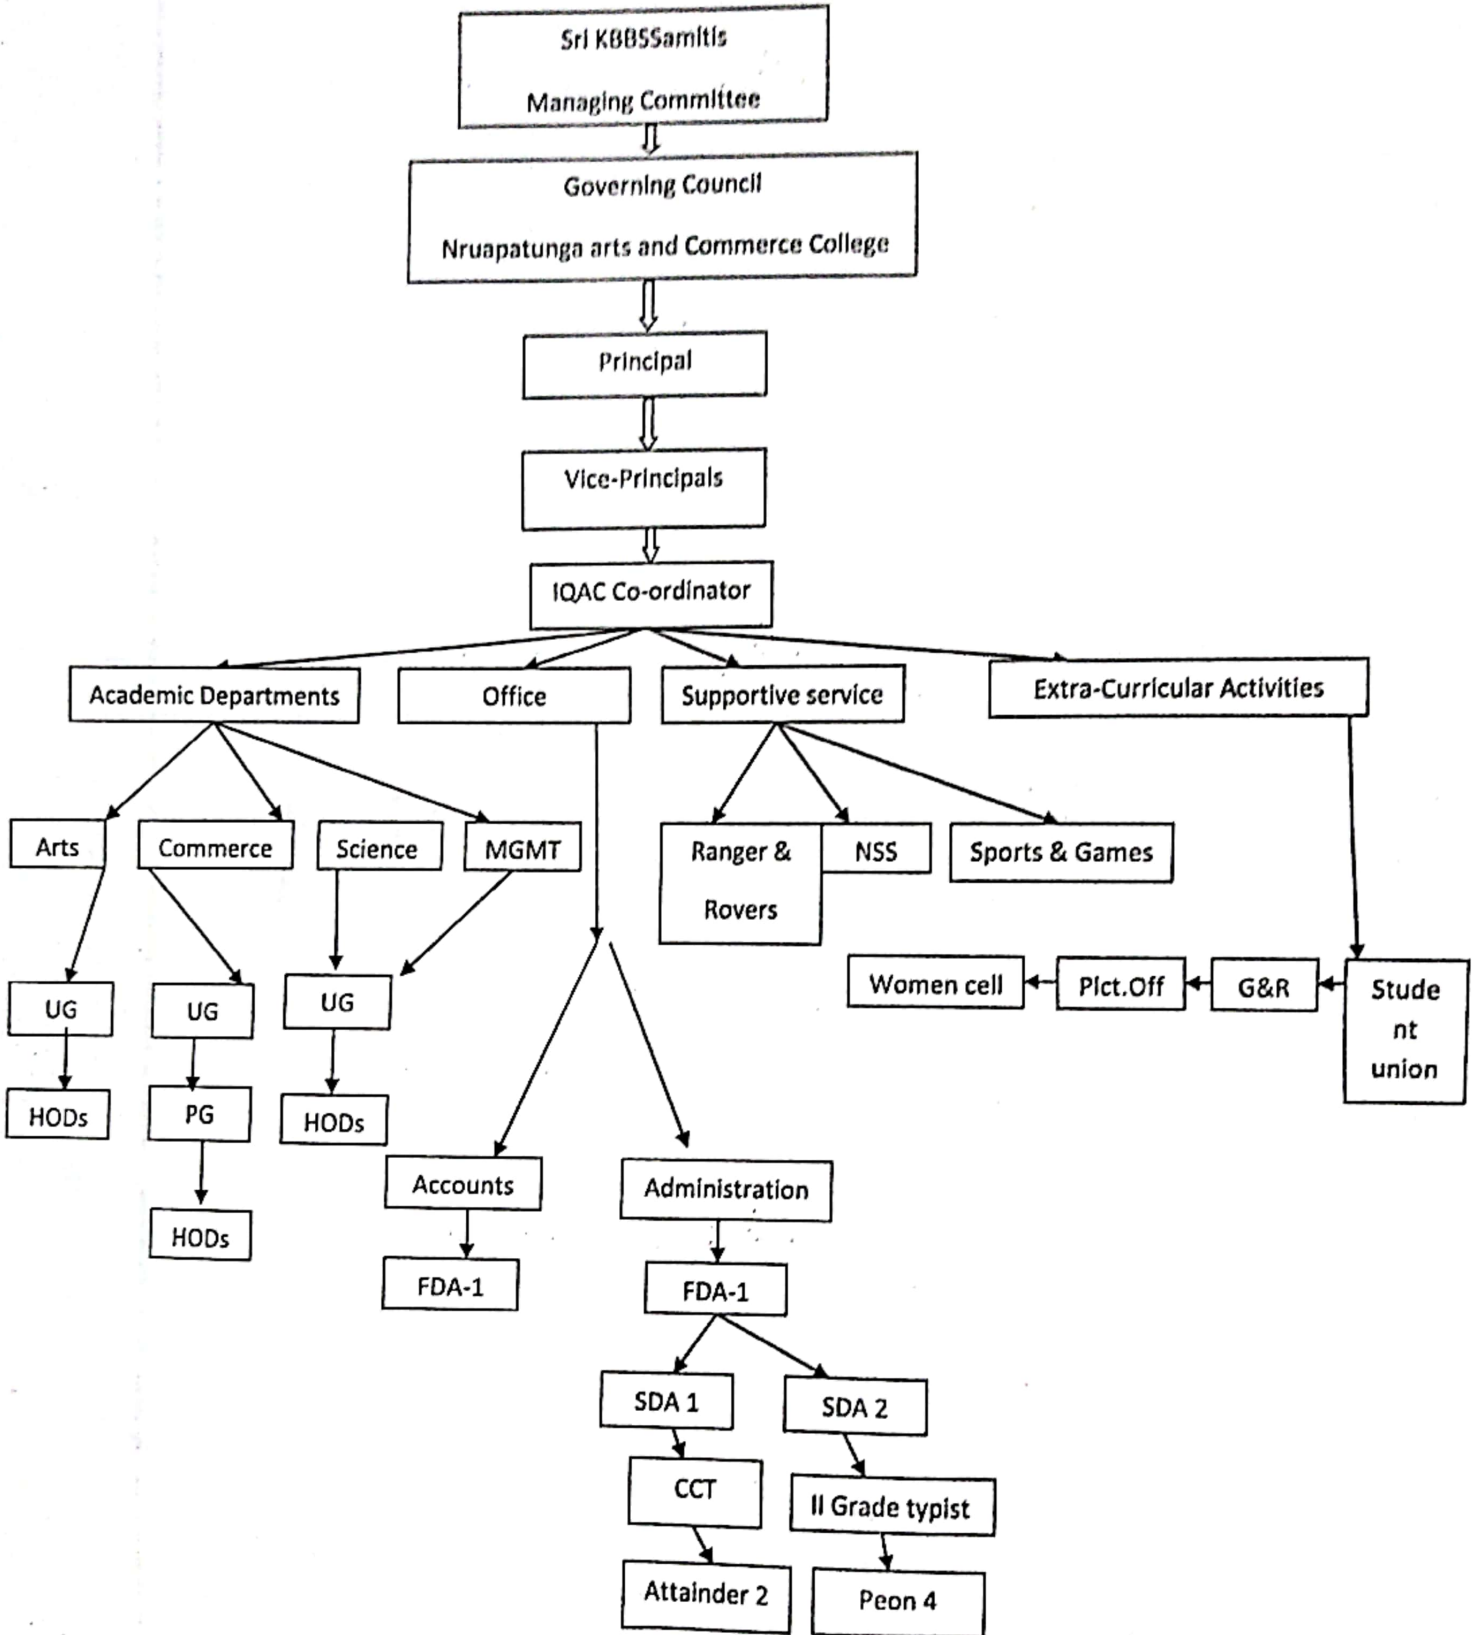 Sri KBBSSamitis
Managing Committee
Governing Council
Nruapatunga arts and Commerce College
Principal
Vice-Principals
IQAC Co-ordinator
Academic Departments
Office
Supportive service
Extra-Curricular Activities
Arts
Commerce
Science
MGMT
Ranger &
Rovers
NSS
Sports & Games
Women cell
Plct.Off
G&R
Stude
nt
union
UG
UG
UG
HODs
PG
HODs
HODs
Accounts
Administration
FDA-1
FDA-1
SDA 1
SDA 2
CCT
II Grade typist
Attainder 2
Peon 4